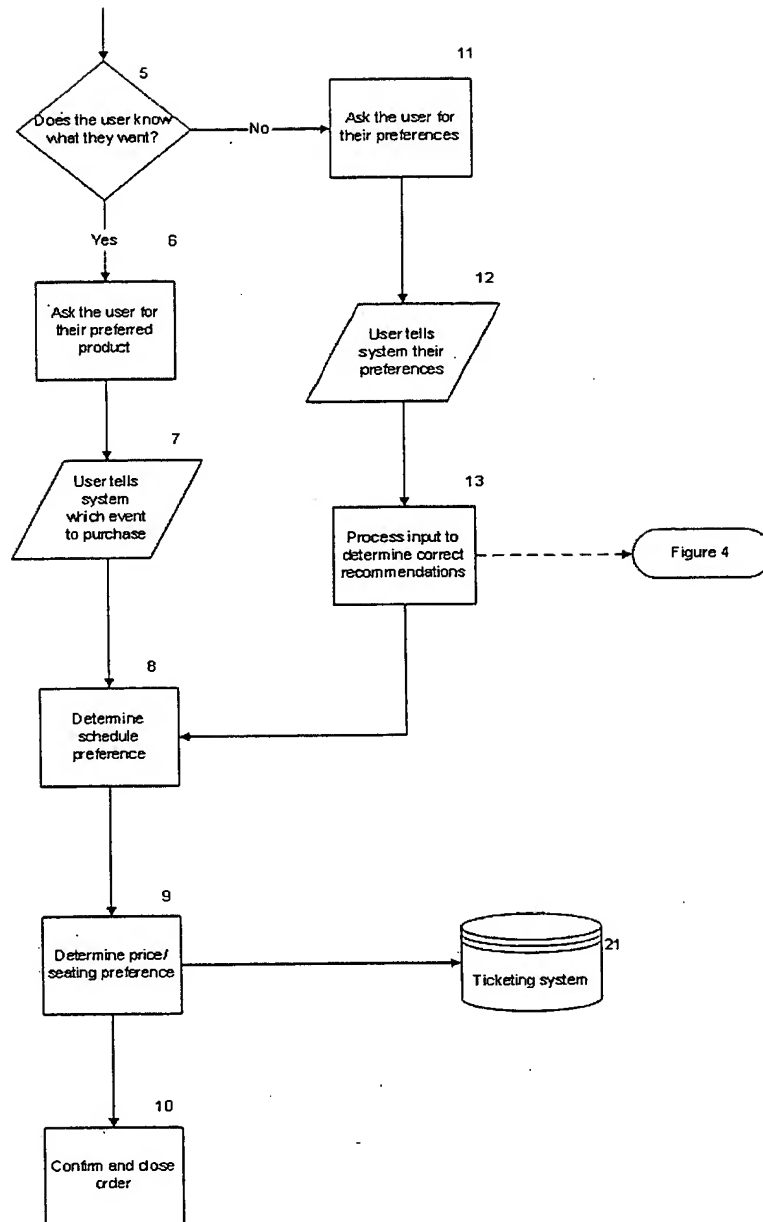 5
Does the user know
what they want?
No
11
Ask the user for
their preferences
Yes
6
Ask the user for
their preferred
product
12
User tells
system their
preferences
7
User tells
system
which event
to purchase
13
Process input to
determine correct
recommendations
Figure 4
8
Determine
schedule
preference
9
Determine price/
seating preference
21
Ticketing system
10
Confirm and close
order